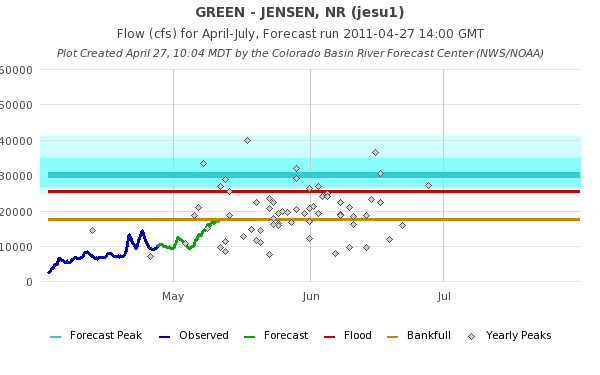 GREEN - JENSEN, NR (jesu1)
Flow (cfs) for April-July, Forecast run 2011-04-27 14:00 GMT
Plot Created April 27, 10:04 MDT by the Colorado Basin River Forecast Center (NWS/NOAA)
60000
50000
40000
30000
20000
10000
0
May Jun Jul
Forecast Peak Observed Forecast Flood Bankfull Yearly Peaks